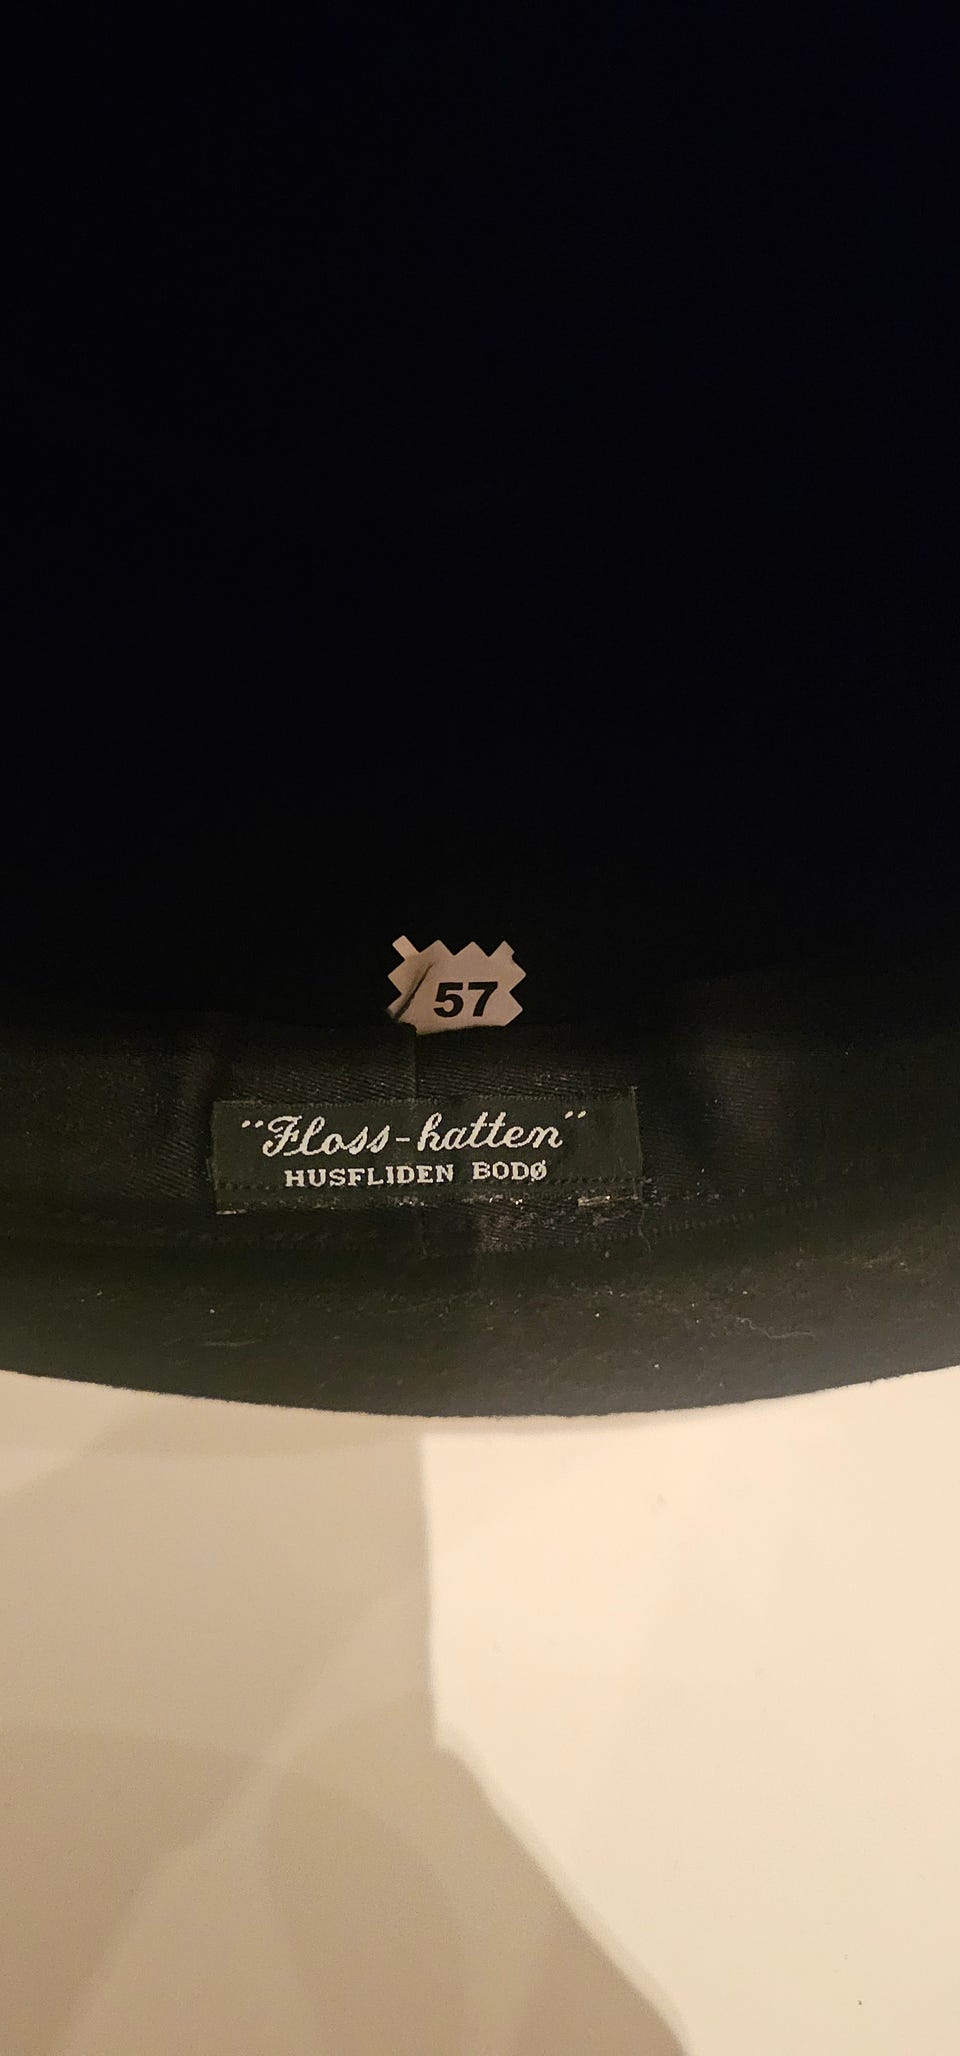 57
"Floss-hatten"
HUSFLIDEN BODØ